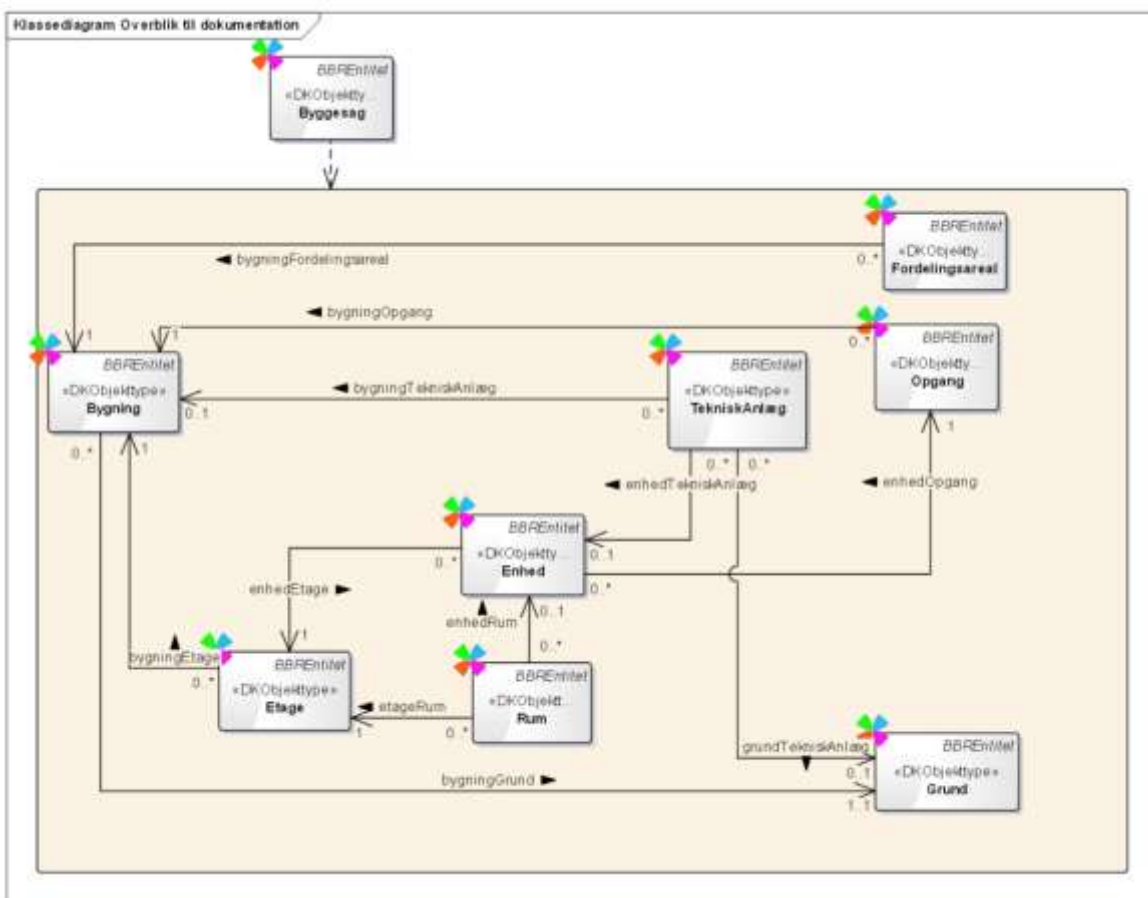 Klassediagram Overblik till dokumentation
BBREntitet
«DKObjektty...
Byggesag
BBREntitet
«DKObjektty...
Fordelingsareal
0..*
◄ bygningFordelingsareal
1
◄ bygningOpgang
1
0..*
BBREntitet
«DKObjektty...
Opgang
1
BBREntitet
«DKObjekttype»
Bygning
0..1
◄ bygningTekniskAnlæg
0..*
BBREntitet
«DKObjekttype»
TekniskAnlæg
0..*
1
0..*
0..*
◄ enhedTekniskAnlæg
◄ enhedOpgang
BBREntitet
«DKObjektty...
Enhed
0..*
0..1
0..*
enhedEtage ►
enhedRum
0..1
0..*
1
bygningEtage
0..*
BBREntitet
«DKObjekttype»
Etage
1
◄ etageRum
0..*
BBREntitet
«DKObjektt...
Rum
grundTekniskAnlæg
0..1
BBREntitet
«DKObjekttype»
Grund
bygningGrund ►
1..1